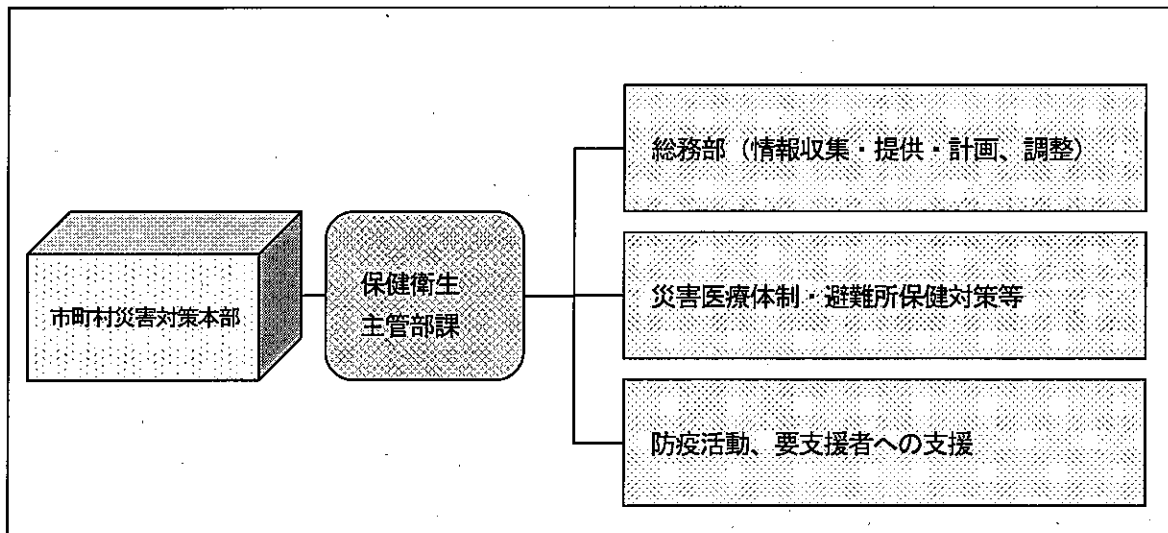 市町村災害対策本部
保健衛生
主管部課
総務部（情報収集・提供・計画、調整）
災害医療体制・避難所保健対策等
防疫活動、要支援者への支援